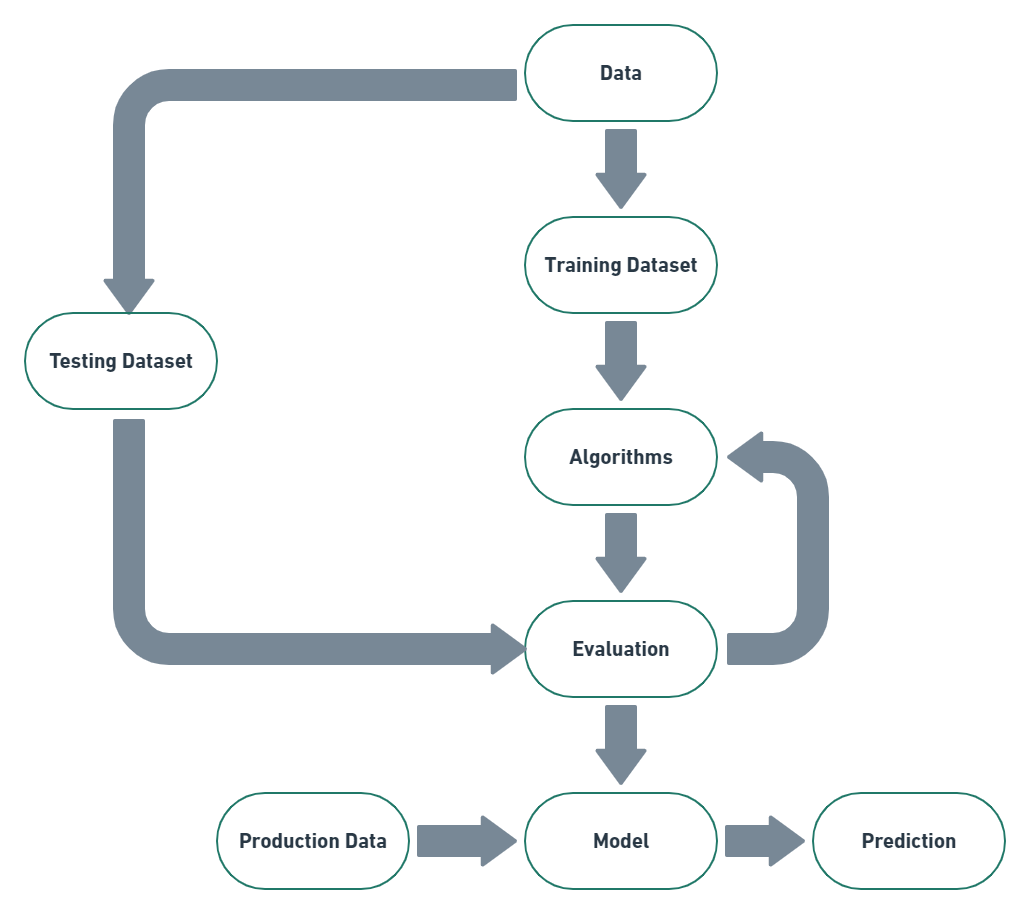 Data
Training Dataset
Testing Dataset
Algorithms
Evaluation
Production Data
Model
Prediction